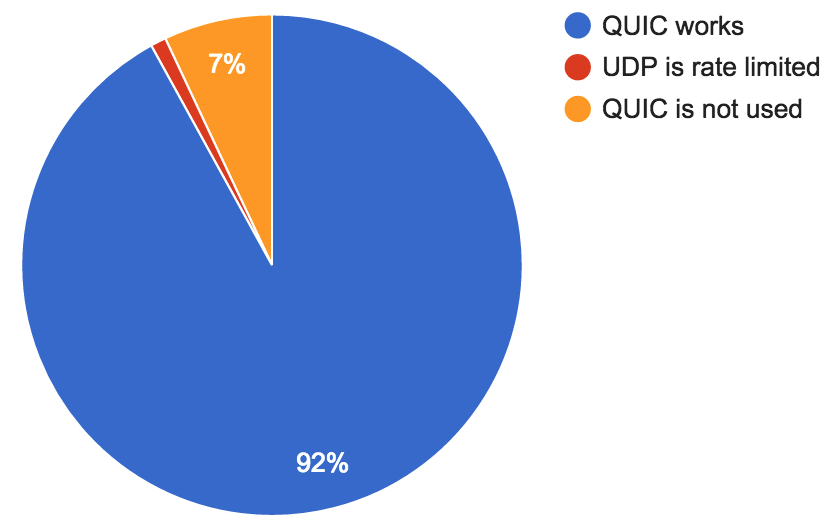 QUIC works
UDP is rate limited
QUIC is not used
7%
92%